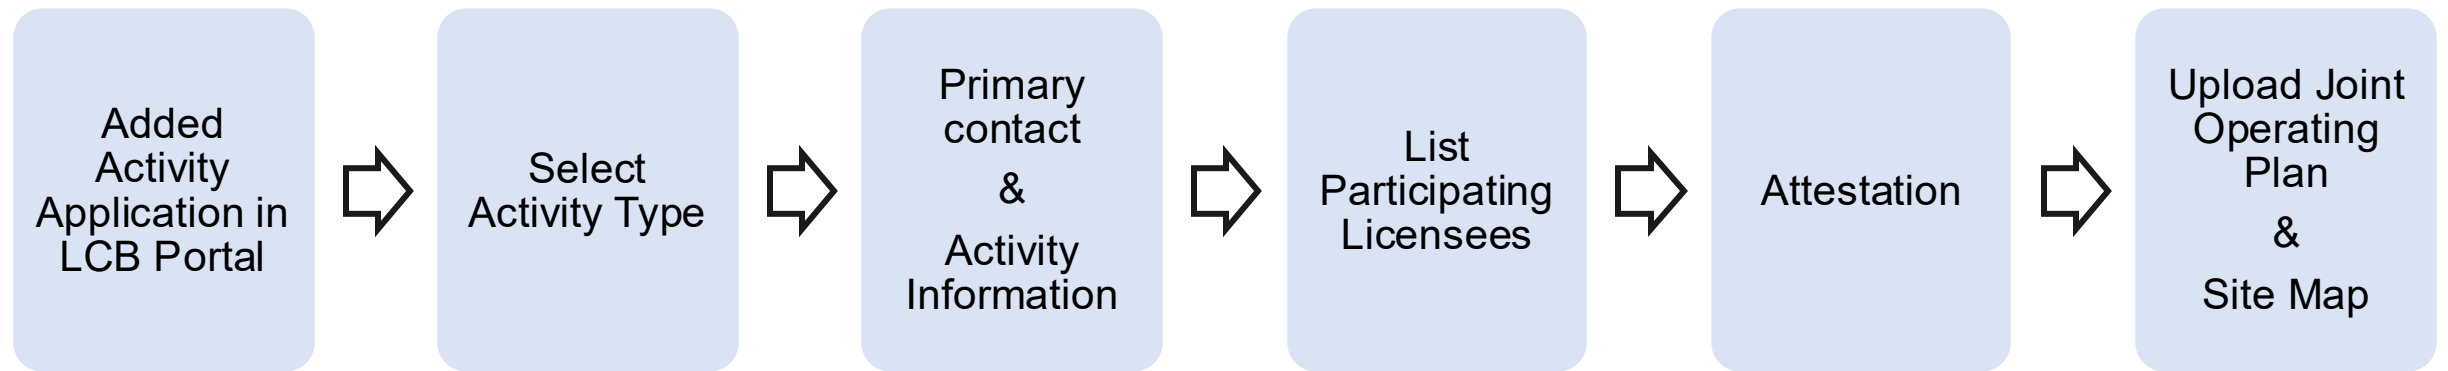 Added
Activity
Application in
LCB Portal
Select
Activity Type
Primary
contact
&
Activity
Information
List
Participating
Licensees
Attestation
Upload Joint
Operating
Plan
&
Site Map